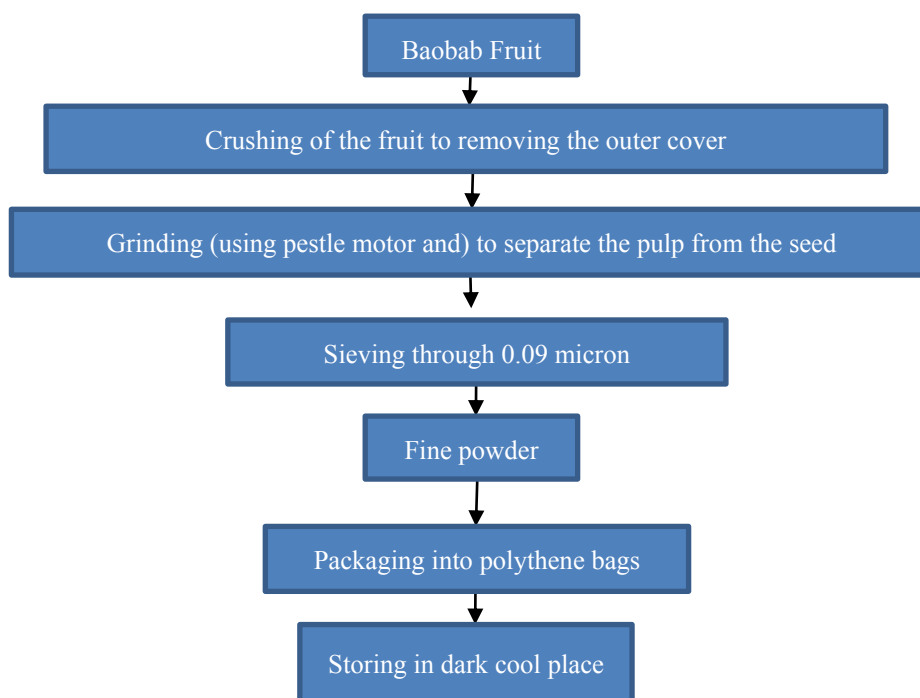 Baobab Fruit
Crushing of the fruit to removing the outer cover
Grinding (using pestle motor and) to separate the pulp from the seed
Sieving through 0.09 micron
Fine powder
Packaging into polythene bags
Storing in dark cool place